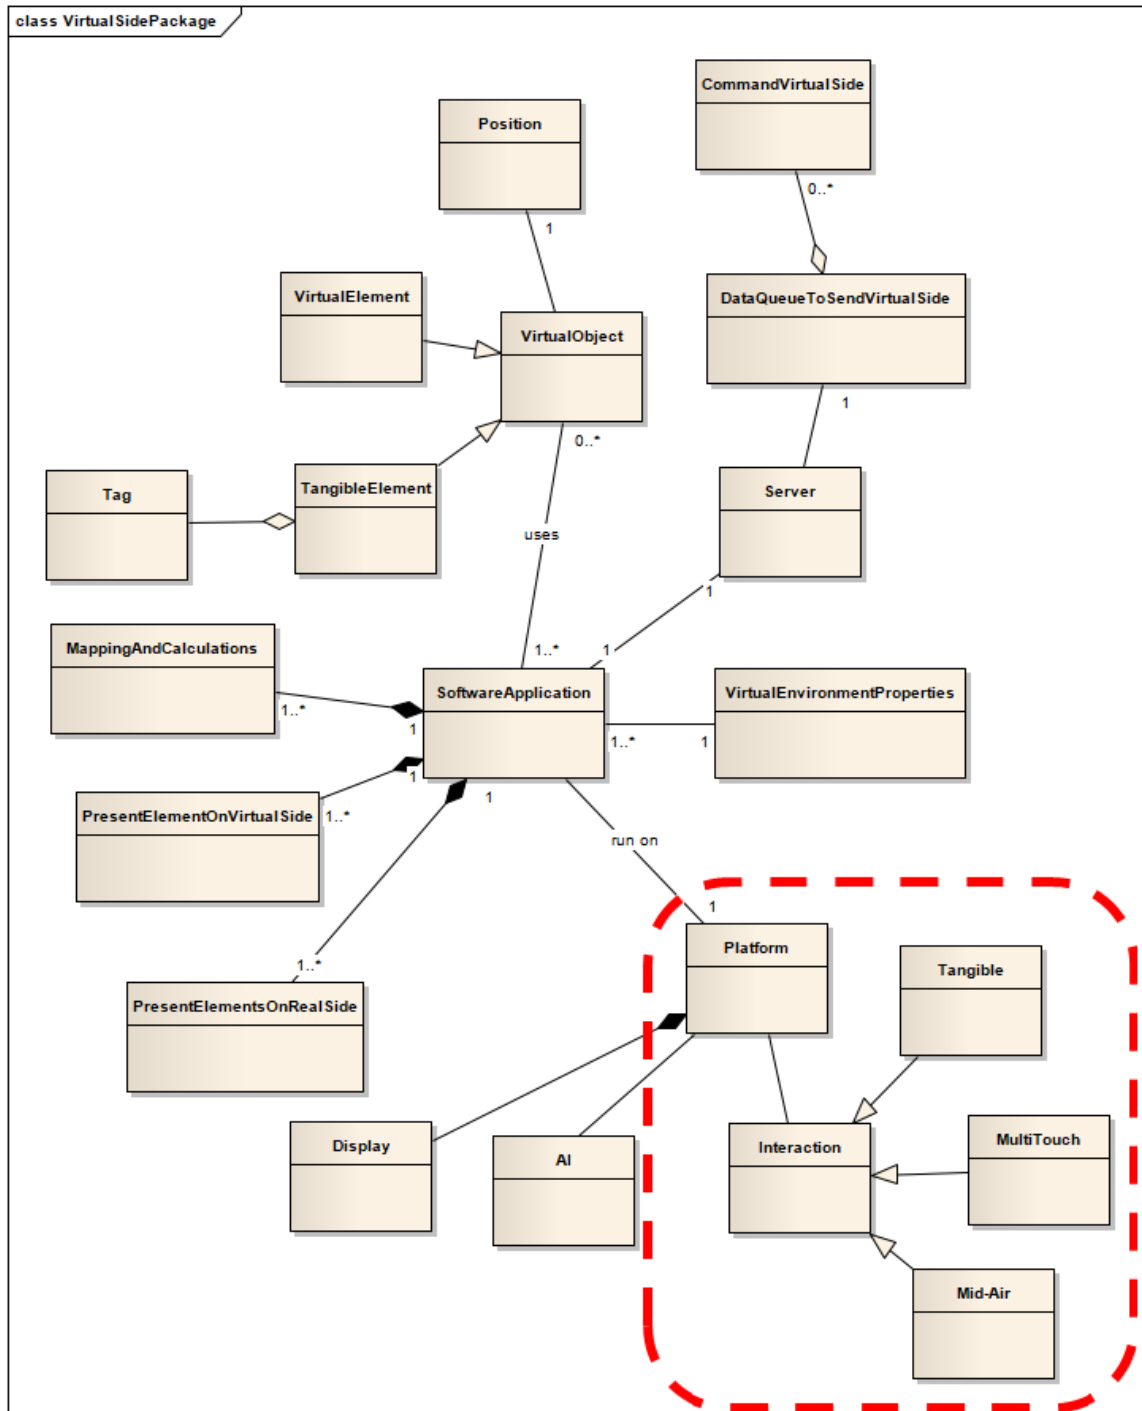 class VirtualSidePackage
CommandVirtualSide
Position
0..*
1
VirtualElement
DataQueueToSendVirtualSide
VirtualObject
1
0..*
Tag
TangibleElement
Server
uses
1
MappingAndCalculations
1..*
1
SoftwareApplication
VirtualEnvironmentProperties
1..*
1
1..*
1
1
PresentElementOnVirtualSide
1..*
1
run on
1
Platform
Tangible
1..*
PresentElementsOnRealSide
Display
AI
Interaction
MultiTouch
Mid-Air